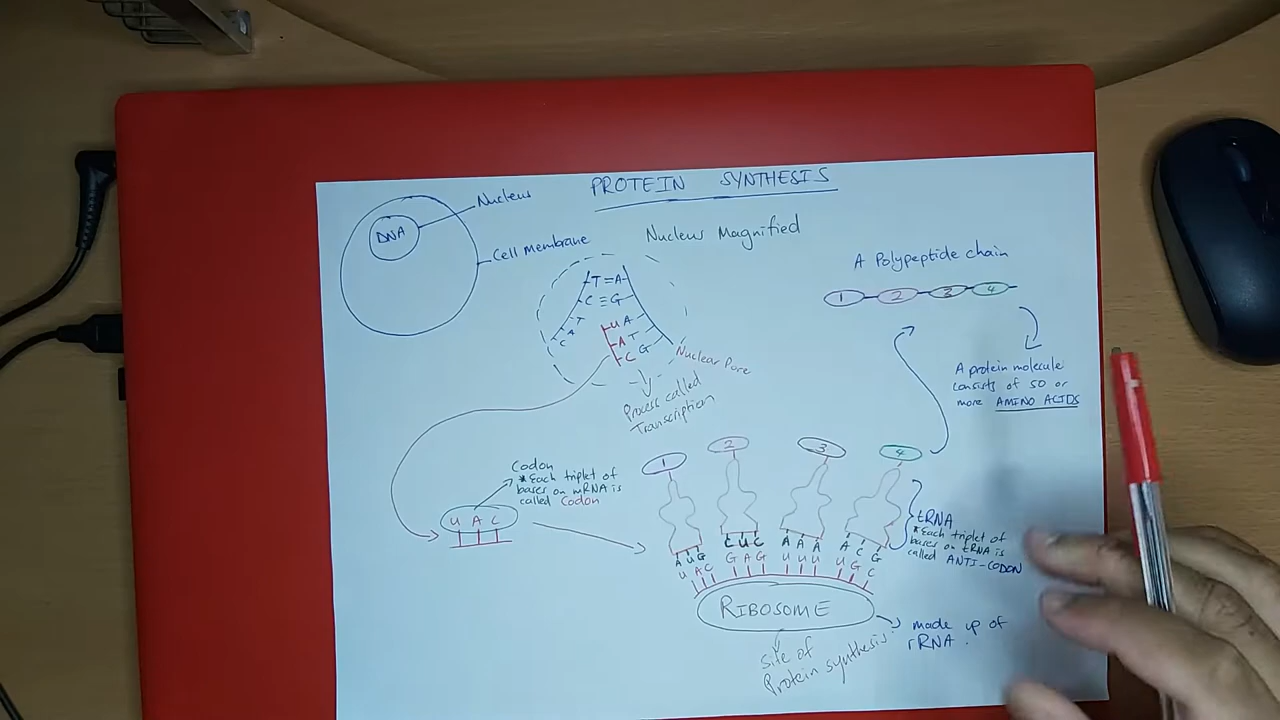 PROTEIN SYNTHESIS
Nucleus
DNA
Cell membrane
Nucleus Magnified
T=A
C≡G
C A T
U A
A T
C G
Nuclear Pore
Process called
Transcription
A Polypeptide chain
1 2 3 4
A protein molecule
consists of 50 or
more AMINO ACIDS
Codon
*Each triplet of
bases on mRNA is
called Codon
U A C
1 2 3 4
tRNA
*Each triplet of
bases on tRNA is
called ANTI-CODON
A U G C U C A A A A C G
U A C G A G U U U U G C
RIBOSOME
made up of
rRNA.
site of
Protein synthesis